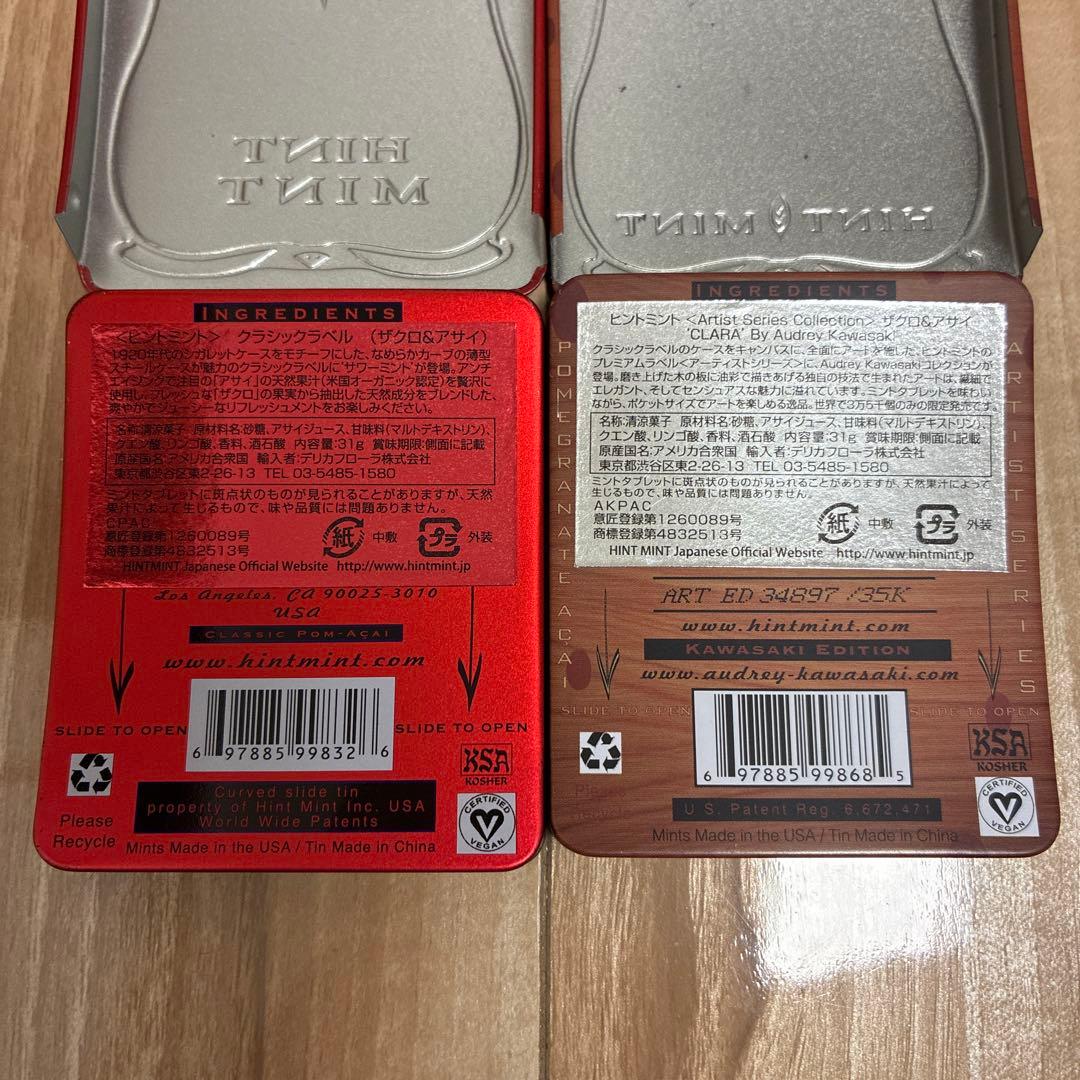 HINT
MINT
INGREDIENTS
<ヒントミント> クラシックラベル (ザクロ&アサイ)
1920年代のシガレットケースをモチーフにした、なめらかカーブの薄型
スチールケースが魅力のクラシックラベルに“サワーミント”が登場。アンチ
エイジングで注目の「アサイ」の天然果汁(米国オーガニック認定)を贅沢に
使用し、フレッシュな「ザクロ」の果実から抽出した天然成分をブレンドした、
爽やかでジューシーなリフレッシュメントをお楽しみください。
名称:清涼菓子 原材料名:砂糖、アサイジュース、甘味料(マルトデキストリン)、
クエン酸、リンゴ酸、香料、酒石酸 内容量:31g 賞味期限:側面に記載
原産国名:アメリカ合衆国 輸入者:デリカフローラ株式会社
東京都渋谷区東2-26-13 TEL 03-5485-1580
ミントタブレットに斑点状のものが見られることがありますが、天然
果汁によって生じるもので、味や品質には問題ありません。
CPAC
意匠登録第1260089号
商標登録第4832513号
紙 中敷 プラ 外装
HINTMINT Japanese Official Website http://www.hintmint.jp
Los Angeles, CA 90025-3010
USA
CLASSIC POM-AÇAI
www.hintmint.com
SLIDE TO OPEN
SLIDE TO OPEN
6 97885 99832 6
KSA
KOSHER
Please
Recycle
Curved slide tin
property of Hint Mint Inc. USA
World Wide Patents
CERTIFIED
VEGAN
Mints Made in the USA / Tin Made in China
HINT MINT
INGREDIENTS
POMEGRANATE AÇAI
ARTIST SERIES
ヒントミント <Artist Series Collection> ザクロ&アサイ
'CLARA' By Audrey Kawasaki
クラシックラベルのケースをキャンバスに、全面にアートを施した、ヒントミントの
プレミアムラベル<アーティストシリーズ>に、Audrey Kawasakiコレクションが
登場。磨き上げた木の板に油彩で描きあげる独自の技法で生まれたアートは、繊細で
エレガント、そしてセンシュアスな魅力に溢れています。ミントタブレットを味わい
ながら、ポケットサイズでアートを楽しめる逸品。世界で3万5千個のみの限定発売です。
名称:清涼菓子 原材料名:砂糖、アサイジュース、甘味料(マルトデキストリン)、
クエン酸、リンゴ酸、香料、酒石酸 内容量:31g 賞味期限:側面に記載
原産国名:アメリカ合衆国 輸入者:デリカフローラ株式会社
東京都渋谷区東2-26-13 TEL 03-5485-1580
ミントタブレットに斑点状のものが見られることがありますが、天然果汁によって
生じるもので、味や品質には問題ありません。
AKPAC
意匠登録第1260089号
商標登録第4832513号
紙 中敷 プラ 外装
HINT MINT Japanese Official Website http://www.hintmint.jp
ART ED 34897 /35K
www.hintmint.com
KAWASAKI EDITION
www.audrey-kawasaki.com
SLIDE TO OPEN
SLIDE TO OPEN
6 97885 99868 5
KSA
KOSHER
U.S. Patent Reg 6,672,471
CERTIFIED
VEGAN
Mints Made in the USA / Tin Made in China